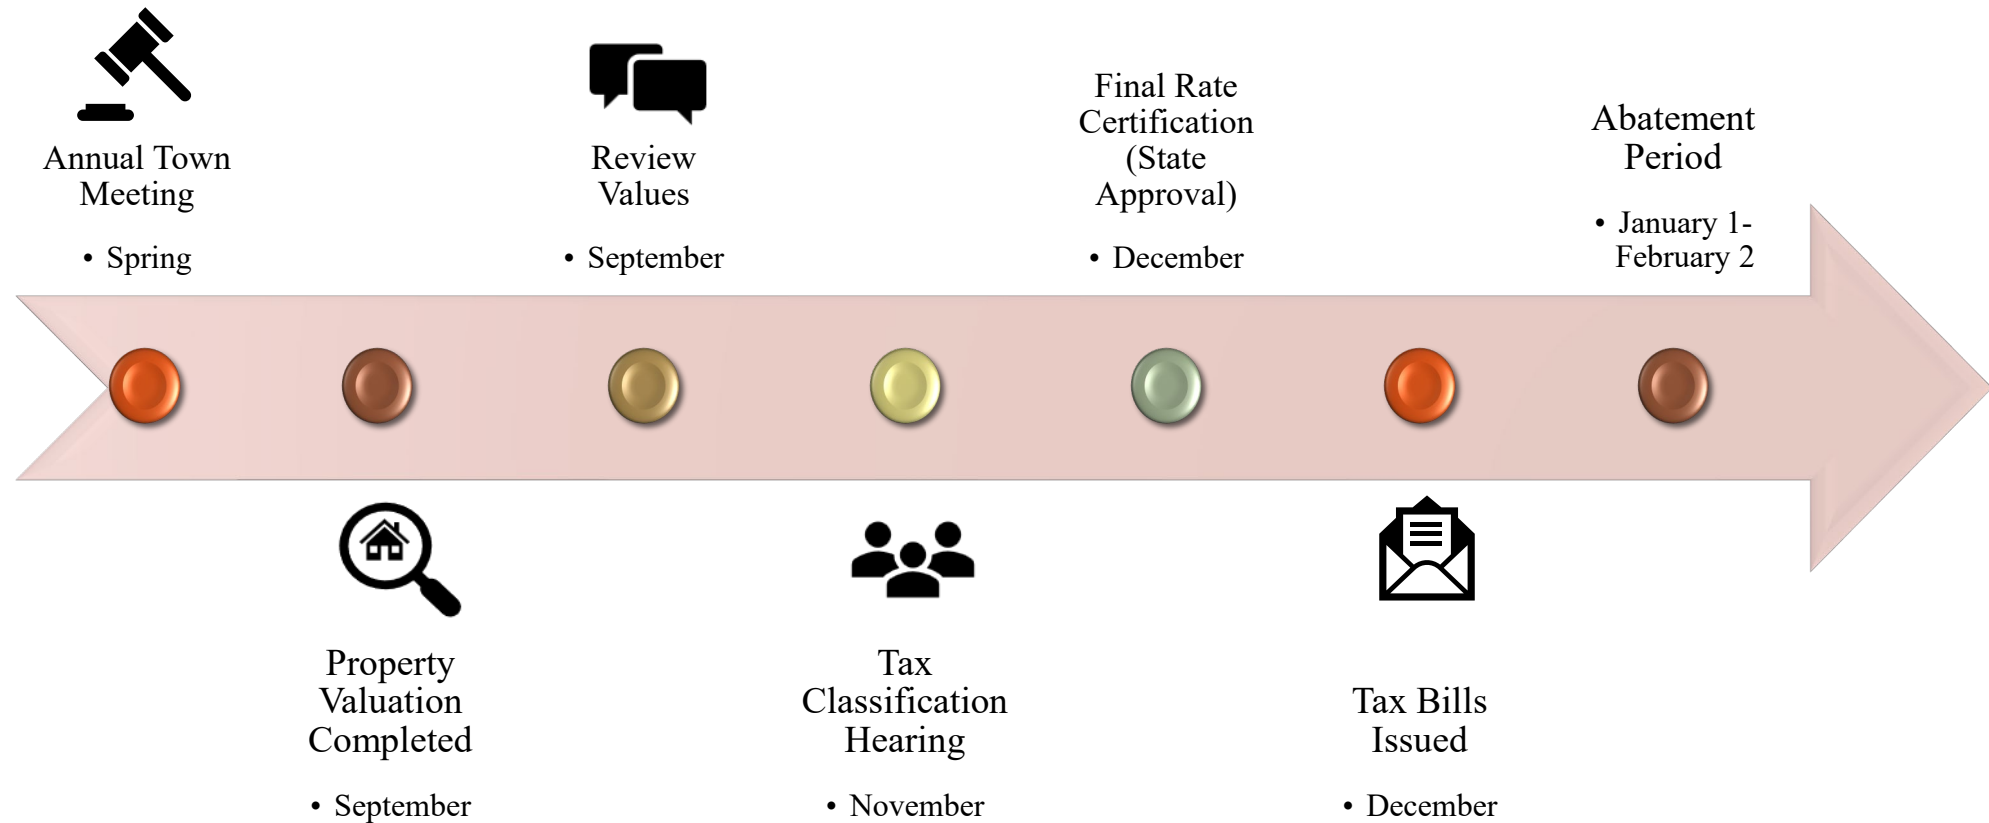 Annual Town
Meeting
• Spring
Property
Valuation
Completed
• September
Review
Values
• September
Tax
Classification
Hearing
• November
Final Rate
Certification
(State
Approval)
• December
Tax Bills
Issued
• December
Abatement
Period
• January 1-
February 2